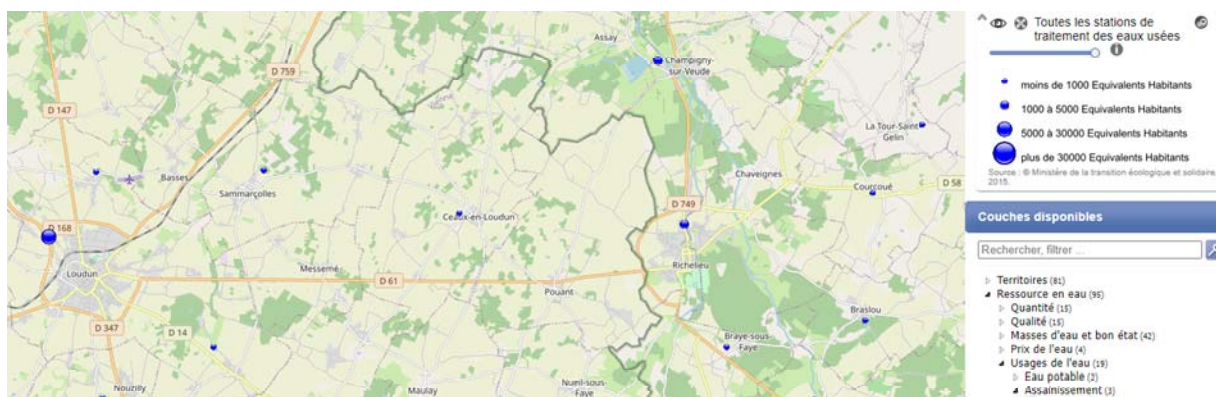 Assay
Champigny-
sur-Veude
D 759
D 147
La Tour-Saint
Gelin
Basses
Sammarçolles
Chaveignes
Courcoué
D 58
D 749
Ceaux-en-Loudun
D 168
Loudun
Messemé
D 61
Richelieu
Pouant
D 347
D 14
Braslou
Braye-sous-
Faye
Nouzilly
Maulay
Nueil-sous-
Faye
Toutes les stations de
traitement des eaux usées
moins de 1000 Equivalents Habitants
1000 à 5000 Equivalents Habitants
5000 à 30000 Equivalents Habitants
plus de 30000 Equivalents Habitants
Source : © Ministère de la transition écologique et solidaire,
2015.
Couches disponibles
Rechercher, filtrer ...
Territoires (81)
Ressource en eau (95)
Quantité (15)
Qualité (15)
Masses d'eau et bon état (42)
Prix de l'eau (4)
Usages de l'eau (19)
Eau potable (2)
Assainissement (3)